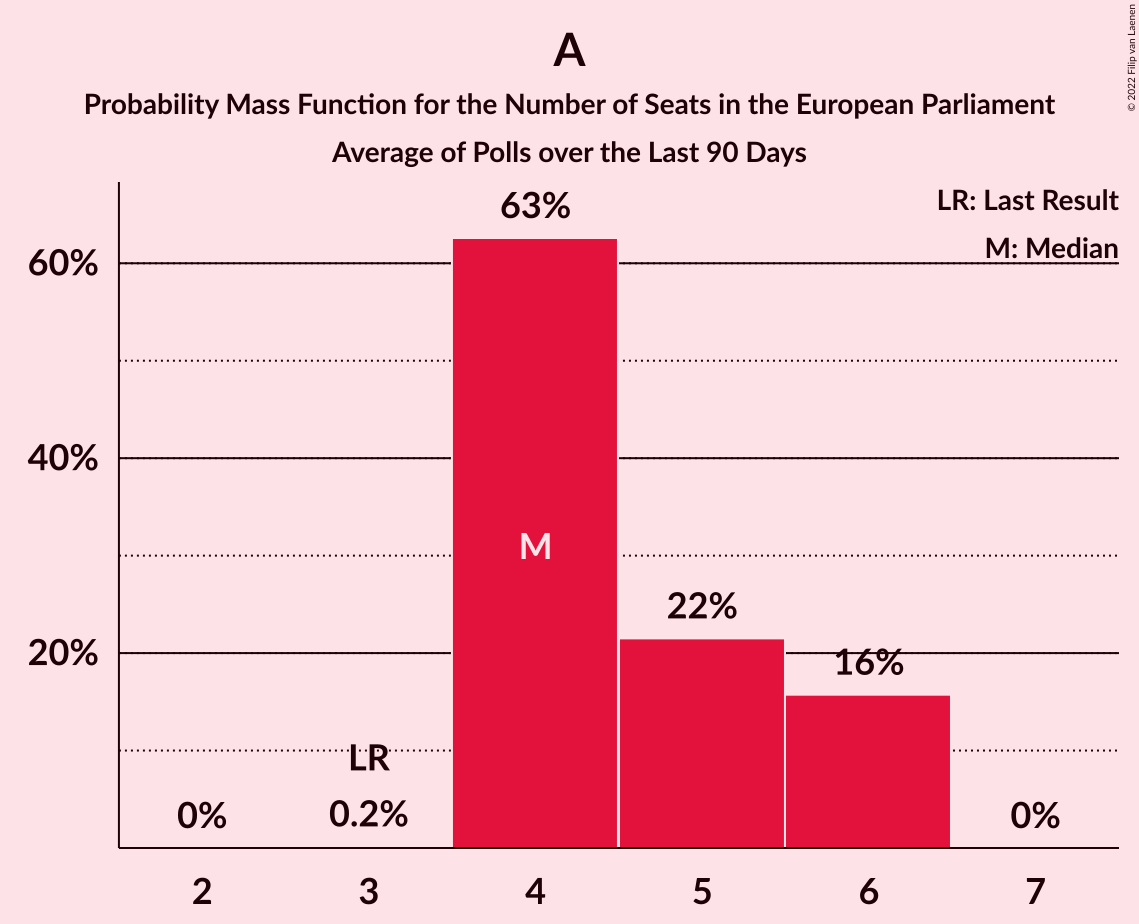 A
Probability Mass Function for the Number of Seats in the European Parliament
Average of Polls over the Last 90 Days
© 2022 Filip van Laenen
LR: Last Result
M: Median
63%
60%
40%
M
22%
20%
16%
LR
0%
0.2%
0%
2 3 4 5 6 7